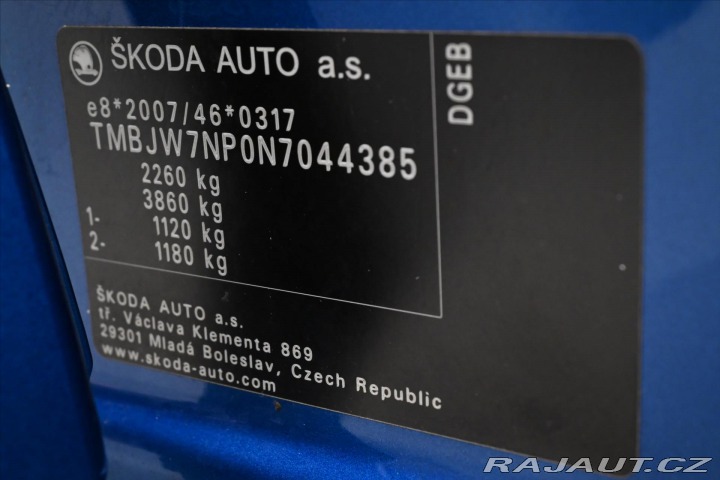 ŠKODA AUTO a.s.
DGEB
e8*2007/46*0317
TMBJW7NP0N7044385
2260 kg
3860 kg
1- 1120 kg
2- 1180 kg
ŠKODA AUTO a.s.
tř. Václava Klementa 869
29301 Mladá Boleslav, Czech Republic
www.skoda-auto.com
RAJAUT.CZ